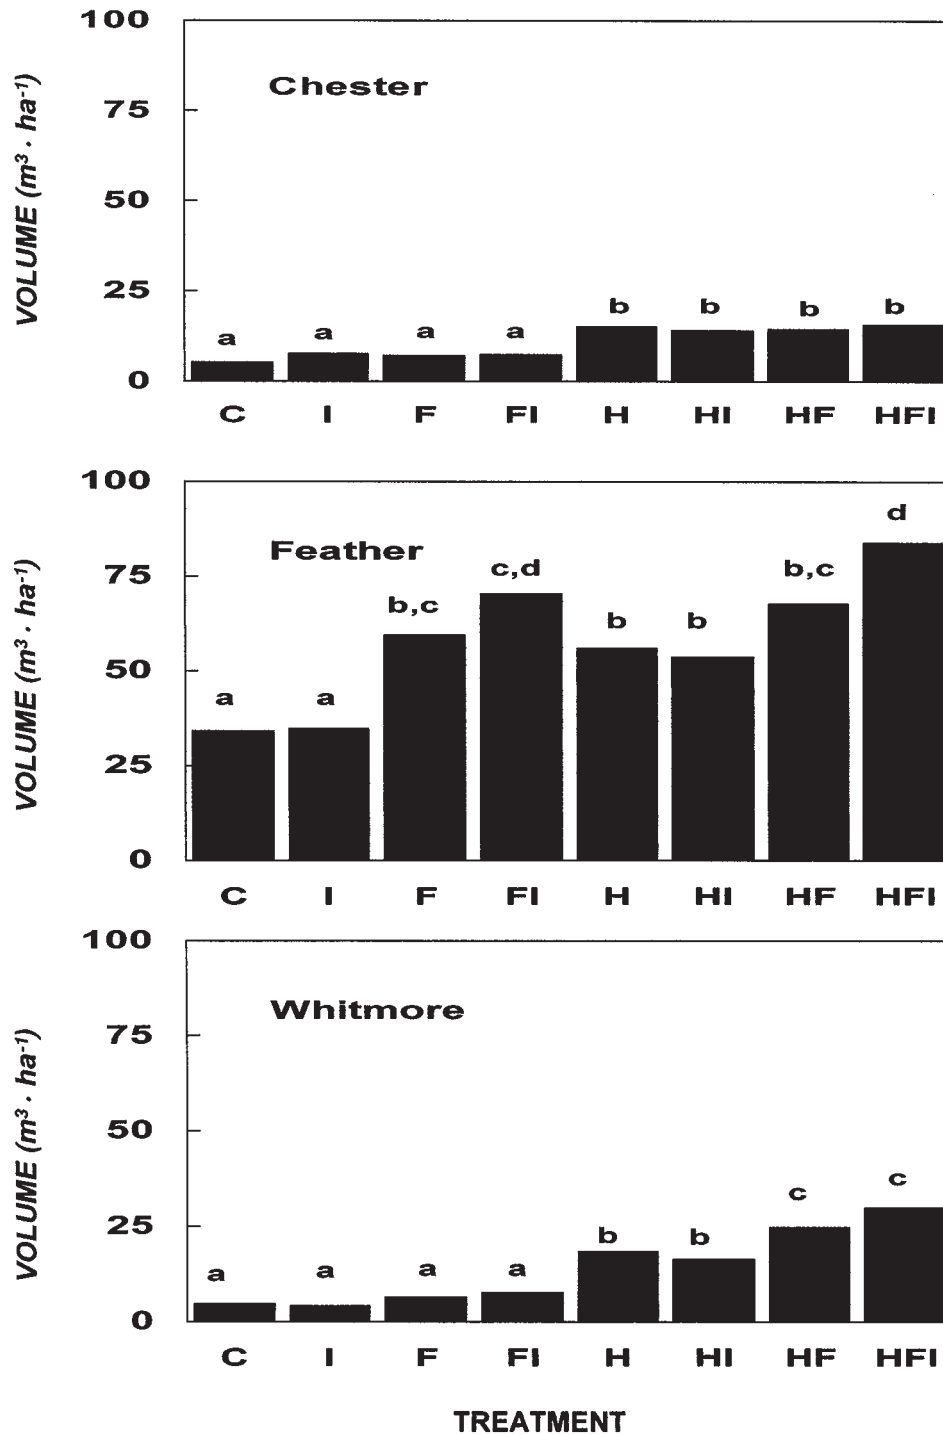 100
Chester
75
50
25
0
VOLUME (m³ · ha⁻¹)
a a a a b b b b
C I F FI H HI HF HFI
100
Feather
75
50
25
0
VOLUME (m³ · ha⁻¹)
a a b,c c,d b b b,c d
C I F FI H HI HF HFI
100
Whitmore
75
50
25
0
VOLUME (m³ · ha⁻¹)
a a a a b b c c
C I F FI H HI HF HFI
TREATMENT